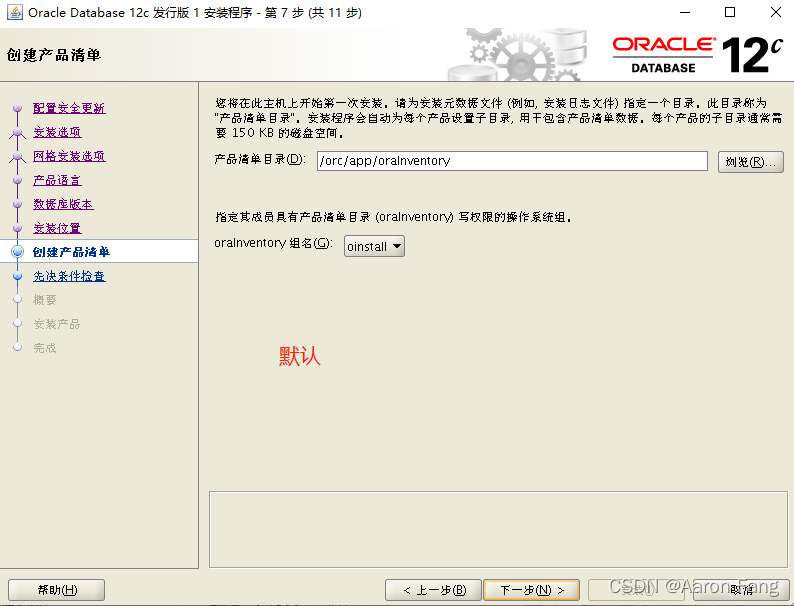 Oracle Database 12c 发行版 1 安装程序 - 第 7 步 (共 11 步)
创建产品清单
ORACLE
DATABASE
12c
配置安全更新
安装选项
网格安装选项
产品语言
数据库版本
安装位置
创建产品清单
先决条件检查
概要
安装产品
完成
您将在此主机上开始第一次安装。请为安装元数据文件 (例如, 安装日志文件) 指定一个目录。此目录称为
"产品清单目录"。安装程序会自动为每个产品设置子目录, 用于包含产品清单数据。每个产品的子目录通常需
要 150 KB 的磁盘空间。
产品清单目录(D): /orc/app/oraInventory 浏览(R)...
指定其成员具有产品清单目录 (oraInventory) 写权限的操作系统组。
oraInventory 组名(G): oinstall
默认
帮助(H) < 上一步(B) 下一步(N) > 安装(I) 取消
CSDN @Aaron Fang